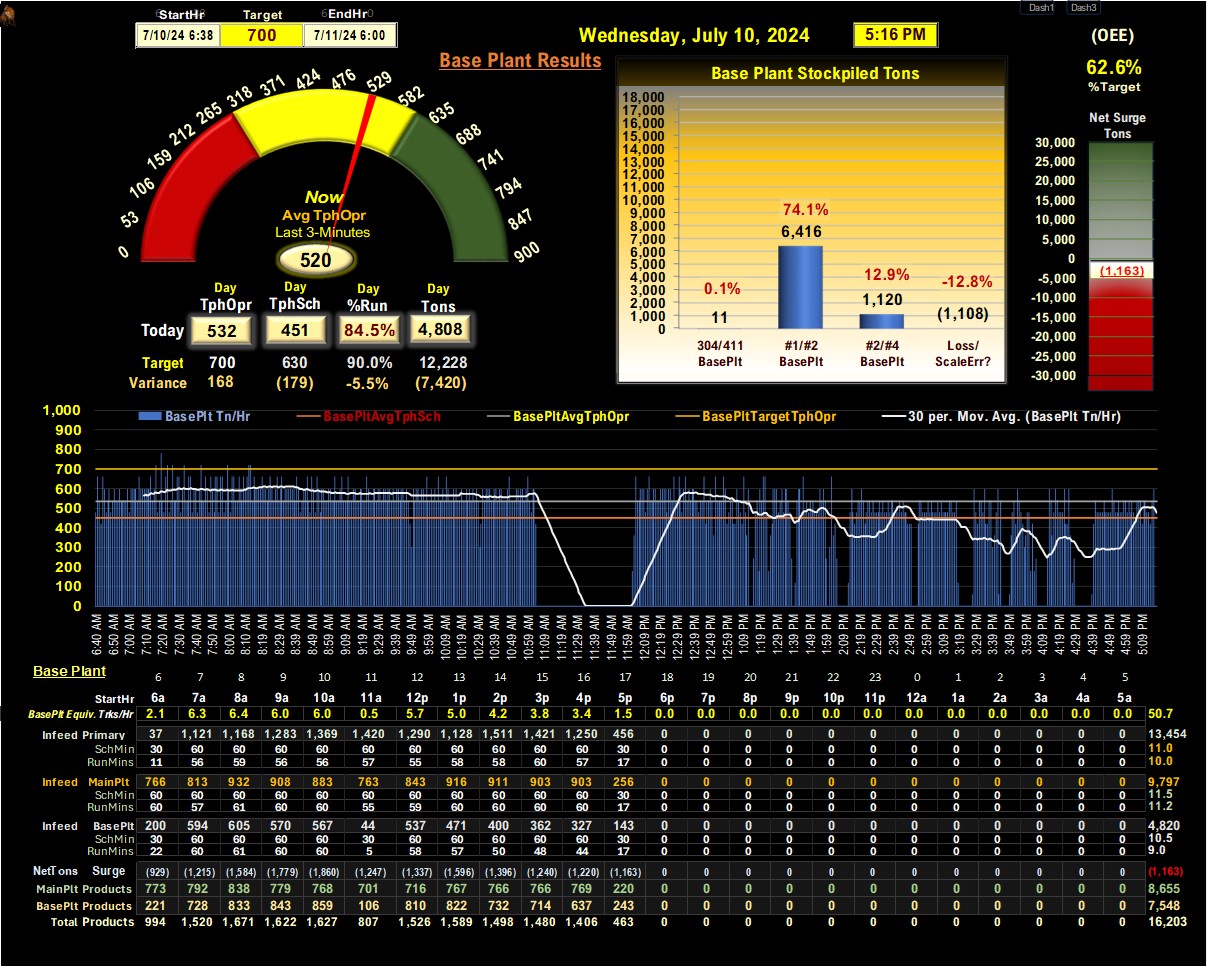 Dash1 Dash3
StartHr Target EndHr
7/10/24 6:38 700 7/11/24 6:00
Wednesday, July 10, 2024 5:16 PM
(OEE)
62.6%
%Target
Base Plant Results
0 53 106 159 212 265 318 371 424 476 529 582 635 688 741 794 847 900
Now
Avg TphOpr
Last 3-Minutes
520
Day Day Day Day
TphOpr TphSch %Run Tons
Today 532 451 84.5% 4,808
Target 700 630 90.0% 12,228
Variance 168 (179) -5.5% (7,420)
Base Plant Stockpiled Tons
18,000
17,000
16,000
15,000
14,000
13,000
12,000
11,000
10,000
9,000
8,000
7,000
6,000
5,000
4,000
3,000
2,000
1,000
0
0.1% 74.1% 12.9% -12.8%
11 6,416 1,120 (1,108)
304/411 #1/#2 #2/#4 Loss/
BasePlt BasePlt BasePlt ScaleErr?
Net Surge
Tons
30,000
25,000
20,000
15,000
10,000
5,000
0
(1,163)
-5,000
-10,000
-15,000
-20,000
-25,000
-30,000
BasePlt Tn/Hr BasePltAvgTphSch BasePltAvgTphOpr BasePltTargetTphOpr 30 per. Mov. Avg. (BasePlt Tn/Hr)
1,000
900
800
700
600
500
400
300
200
100
0
6:40 AM 6:50 AM 7:00 AM 7:10 AM 7:20 AM 7:30 AM 7:40 AM 7:50 AM 8:00 AM 8:10 AM 8:19 AM 8:29 AM 8:39 AM 8:49 AM 8:59 AM 9:09 AM 9:19 AM 9:29 AM 9:39 AM 9:49 AM 9:59 AM 10:09 AM 10:19 AM 10:29 AM 10:39 AM 10:49 AM 10:59 AM 11:09 AM 11:19 AM 11:29 AM 11:39 AM 11:49 AM 11:59 AM 12:09 PM 12:19 PM 12:29 PM 12:39 PM 12:49 PM 12:59 PM 1:09 PM 1:19 PM 1:29 PM 1:39 PM 1:49 PM 1:59 PM 2:09 PM 2:19 PM 2:29 PM 2:40 PM 2:49 PM 2:59 PM 3:09 PM 3:19 PM 3:29 PM 3:39 PM 3:49 PM 3:59 PM 4:09 PM 4:19 PM 4:29 PM 4:39 PM 4:49 PM 4:59 PM 5:09 PM
Base Plant 6 7 8 9 10 11 12 13 14 15 16 17 18 19 20 21 22 23 0 1 2 3 4 5
StartHr 6a 7a 8a 9a 10a 11a 12p 1p 2p 3p 4p 5p 6p 7p 8p 9p 10p 11p 12a 1a 2a 3a 4a 5a
BasePlt Equiv. Trks/Hr 2.1 6.3 6.4 6.0 6.0 0.5 5.7 5.0 4.2 3.8 3.4 1.5 0.0 0.0 0.0 0.0 0.0 0.0 0.0 0.0 0.0 0.0 0.0 0.0 50.7
Infeed Primary 37 1,121 1,168 1,283 1,369 1,420 1,290 1,128 1,511 1,421 1,250 456 0 0 0 0 0 0 0 0 0 0 0 0 13,454
SchMin 30 60 60 60 60 60 60 60 60 60 60 30 0 0 0 0 0 0 0 0 0 0 0 0 11.0
RunMins 11 56 59 56 56 57 55 58 58 60 57 17 0 0 0 0 0 0 0 0 0 0 0 0 10.0
Infeed MainPlt 766 813 932 908 883 763 843 916 911 903 903 256 0 0 0 0 0 0 0 0 0 0 0 0 9,797
SchMin 60 60 60 60 60 60 60 60 60 60 60 30 0 0 0 0 0 0 0 0 0 0 0 0 11.5
RunMins 60 57 61 60 60 55 59 60 60 60 60 17 0 0 0 0 0 0 0 0 0 0 0 0 11.2
Infeed BasePlt 200 594 605 570 567 44 537 471 400 362 327 143 0 0 0 0 0 0 0 0 0 0 0 0 4,820
SchMin 30 60 60 60 60 30 60 60 60 60 60 30 0 0 0 0 0 0 0 0 0 0 0 0 10.5
RunMins 22 60 61 60 60 5 58 57 50 48 44 17 0 0 0 0 0 0 0 0 0 0 0 0 9.0
NetTons Surge (929) (1,215) (1,584) (1,779) (1,860) (1,247) (1,337) (1,596) (1,396) (1,240) (1,220) (1,163) 0 0 0 0 0 0 0 0 0 0 0 0 (1,163)
MainPlt Products 773 792 838 779 768 701 716 767 766 766 769 220 0 0 0 0 0 0 0 0 0 0 0 0 8,655
BasePlt Products 221 728 833 843 859 106 810 822 732 714 637 243 0 0 0 0 0 0 0 0 0 0 0 0 7,548
Total Products 994 1,520 1,671 1,622 1,627 807 1,526 1,589 1,498 1,480 1,406 463 0 0 0 0 0 0 0 0 0 0 0 0 16,203